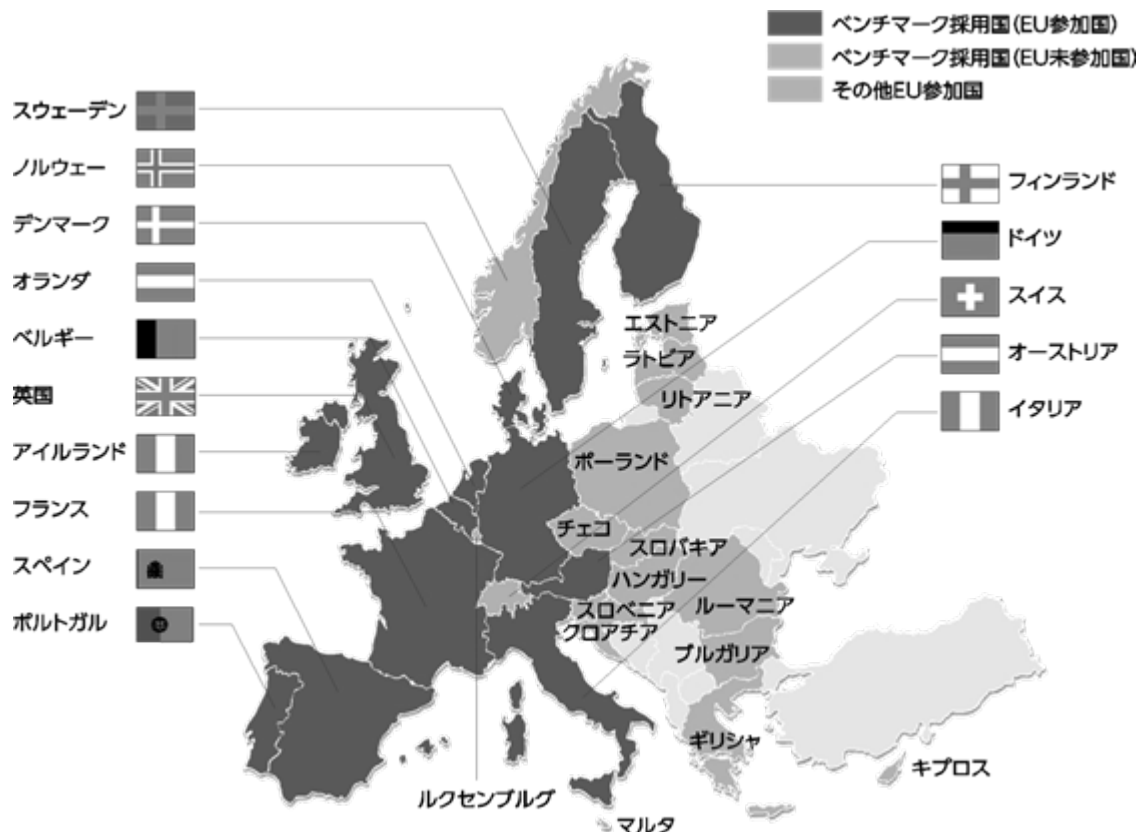 ベンチマーク採用国(EU参加国)
ベンチマーク採用国(EU未参加国)
その他EU参加国
スウェーデン
ノルウェー
デンマーク
オランダ
ベルギー
英国
アイルランド
フランス
スペイン
ポルトガル
フィンランド
ドイツ
スイス
オーストリア
イタリア
エストニア
ラトビア
リトアニア
ポーランド
チェコ
スロバキア
ハンガリー
スロベニア
ルーマニア
クロアチア
ブルガリア
ギリシャ
キプロス
ルクセンブルグ
マルタ